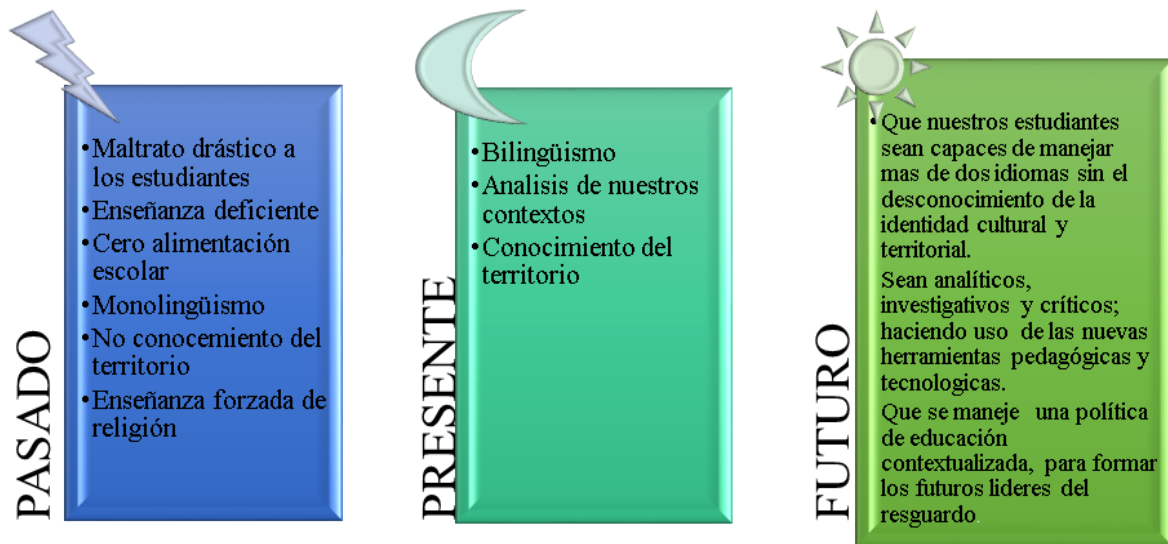 PASADO
•Maltrato drástico a
los estudiantes
•Enseñanza deficiente
•Cero alimentación
escolar
•Monolingüismo
•No conocemiento del
territorio
•Enseñanza forzada de
religión
PRESENTE
•Bilingüismo
•Analisis de nuestros
contextos
•Conocimiento del
territorio
FUTURO
•Que nuestros estudiantes
sean capaces de manejar
mas de dos idiomas sin el
desconocimiento de la
identidad cultural y
territorial.
Sean analíticos,
investigativos y críticos;
haciendo uso de las nuevas
herramientas pedagógicas y
tecnologicas.
Que se maneje una política
de educación
contextualizada, para formar
los futuros lideres del
resguardo.